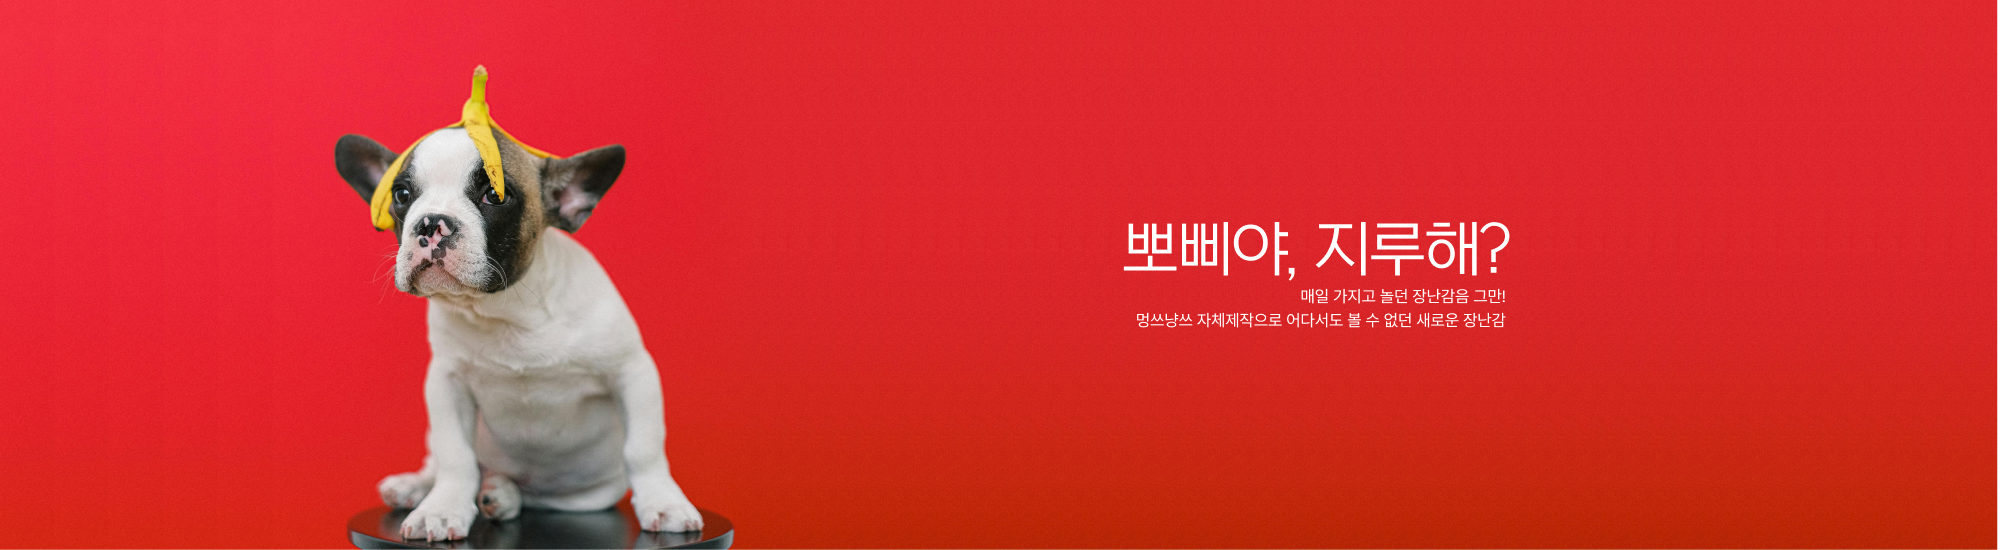 뽀삐야, 지루해?
매일 가지고 놀던 장난감음 그만!
멍쓰냥쓰 자체제작으로 어다서도 볼 수 없던 새로운 장난감